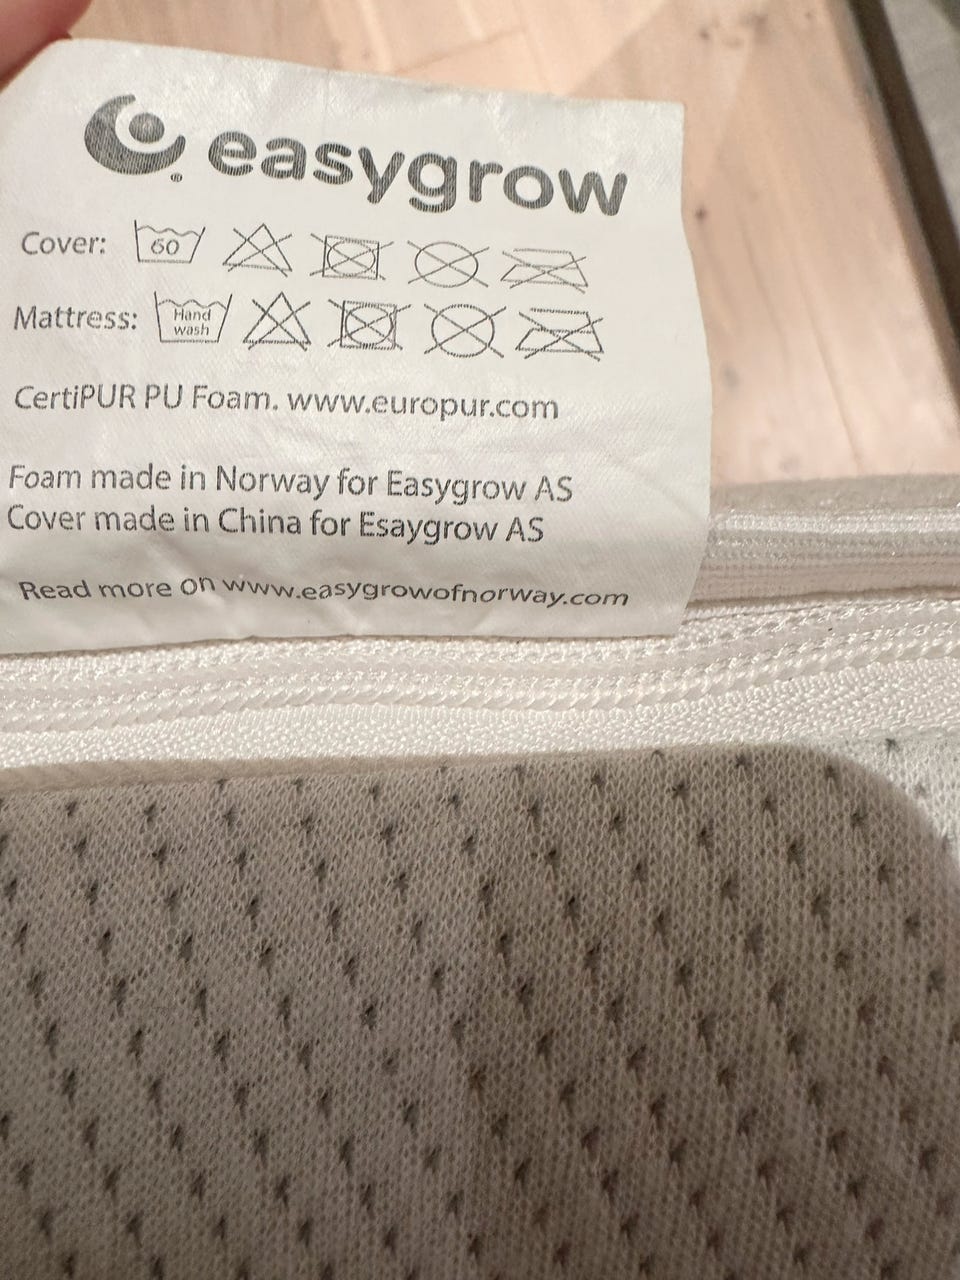 easygrow
®
Cover: 60
Mattress: Hand wash
CertiPUR PU Foam. www.europur.com
Foam made in Norway for Easygrow AS
Cover made in China for Esaygrow AS
Read more on www.easygrowofnorway.com